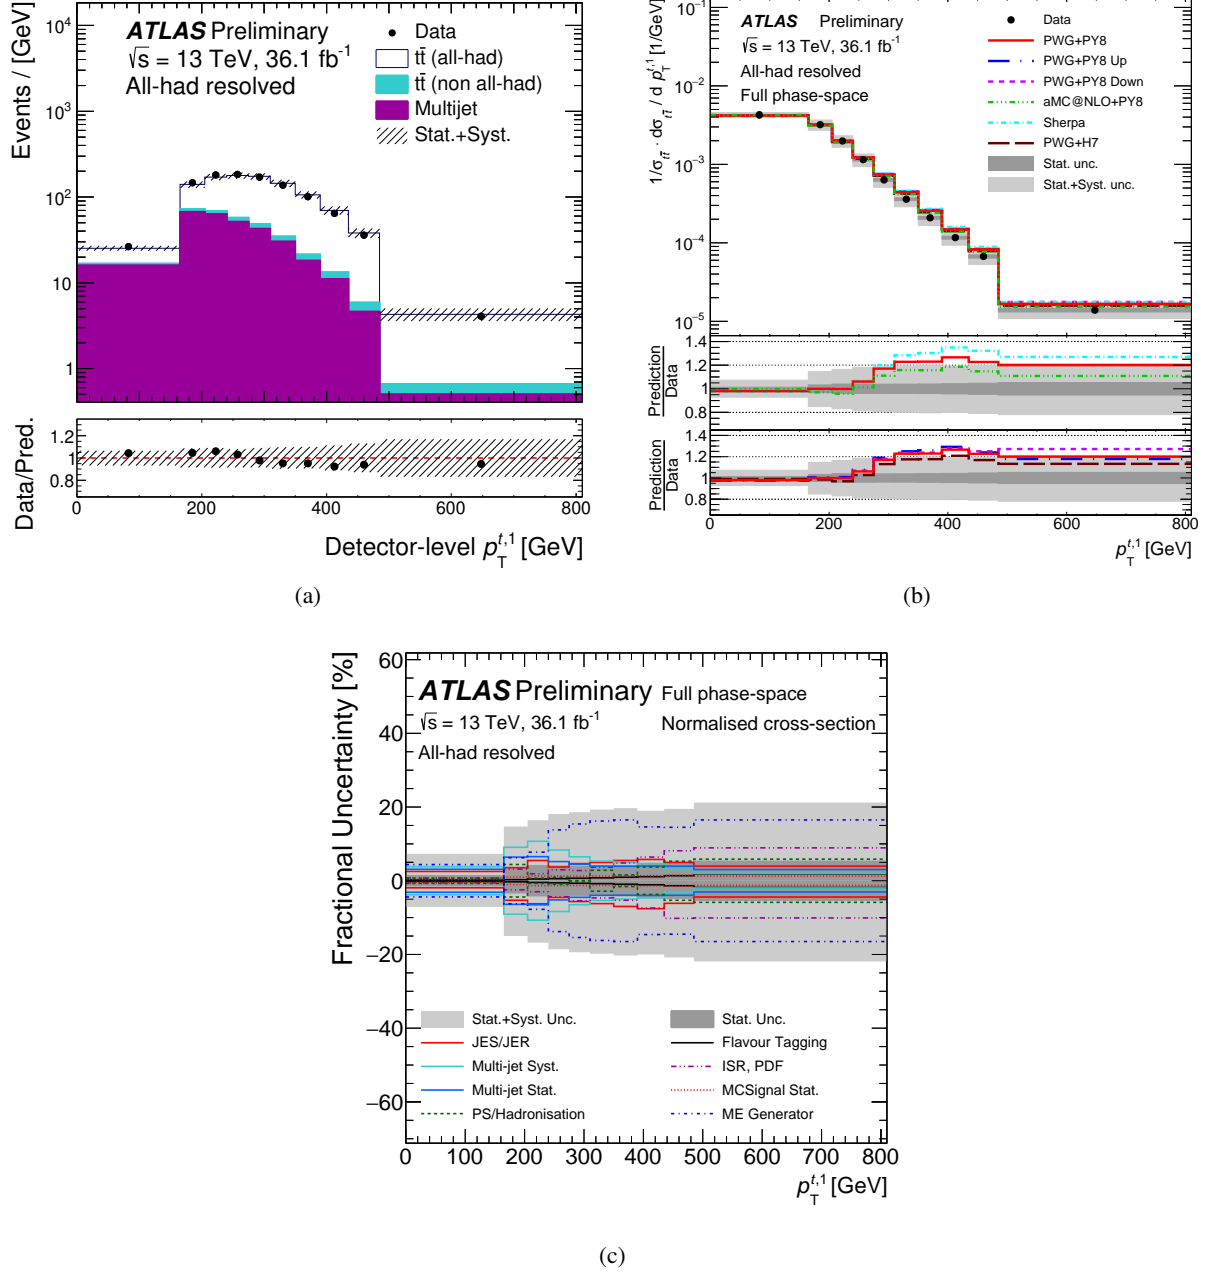 Events / [GeV]
10⁴
10³
10²
10
1
ATLAS Preliminary
√s = 13 TeV, 36.1 fb⁻¹
All-had resolved
Data
tt̄ (all-had)
tt̄ (non all-had)
Multijet
Stat.+Syst.
Data/Pred.
1.2
1
0.8
0 200 400 600 800
Detector-level p_T^{t,1} [GeV]
(a)
1/σ_{tt̄} · dσ_{tt̄} / d p_T^{t,1} [1/GeV]
10⁻¹
10⁻²
10⁻³
10⁻⁴
10⁻⁵
ATLAS Preliminary
√s = 13 TeV, 36.1 fb⁻¹
All-had resolved
Full phase-space
Data
PWG+PY8
PWG+PY8 Up
PWG+PY8 Down
aMC@NLO+PY8
Sherpa
PWG+H7
Stat. unc.
Stat.+Syst. unc.
Prediction
Data
1.4
1.2
1
0.8
Prediction
Data
1.4
1.2
1
0.8
0 200 400 600 800
p_T^{t,1} [GeV]
(b)
Fractional Uncertainty [%]
60
40
20
0
−20
−40
−60
ATLAS Preliminary Full phase-space
√s = 13 TeV, 36.1 fb⁻¹ Normalised cross-section
All-had resolved
Stat.+Syst. Unc.
JES/JER
Multi-jet Syst.
Multi-jet Stat.
PS/Hadronisation
Stat. Unc.
Flavour Tagging
ISR, PDF
MCSignal Stat.
ME Generator
0 100 200 300 400 500 600 700 800
p_T^{t,1} [GeV]
(c)